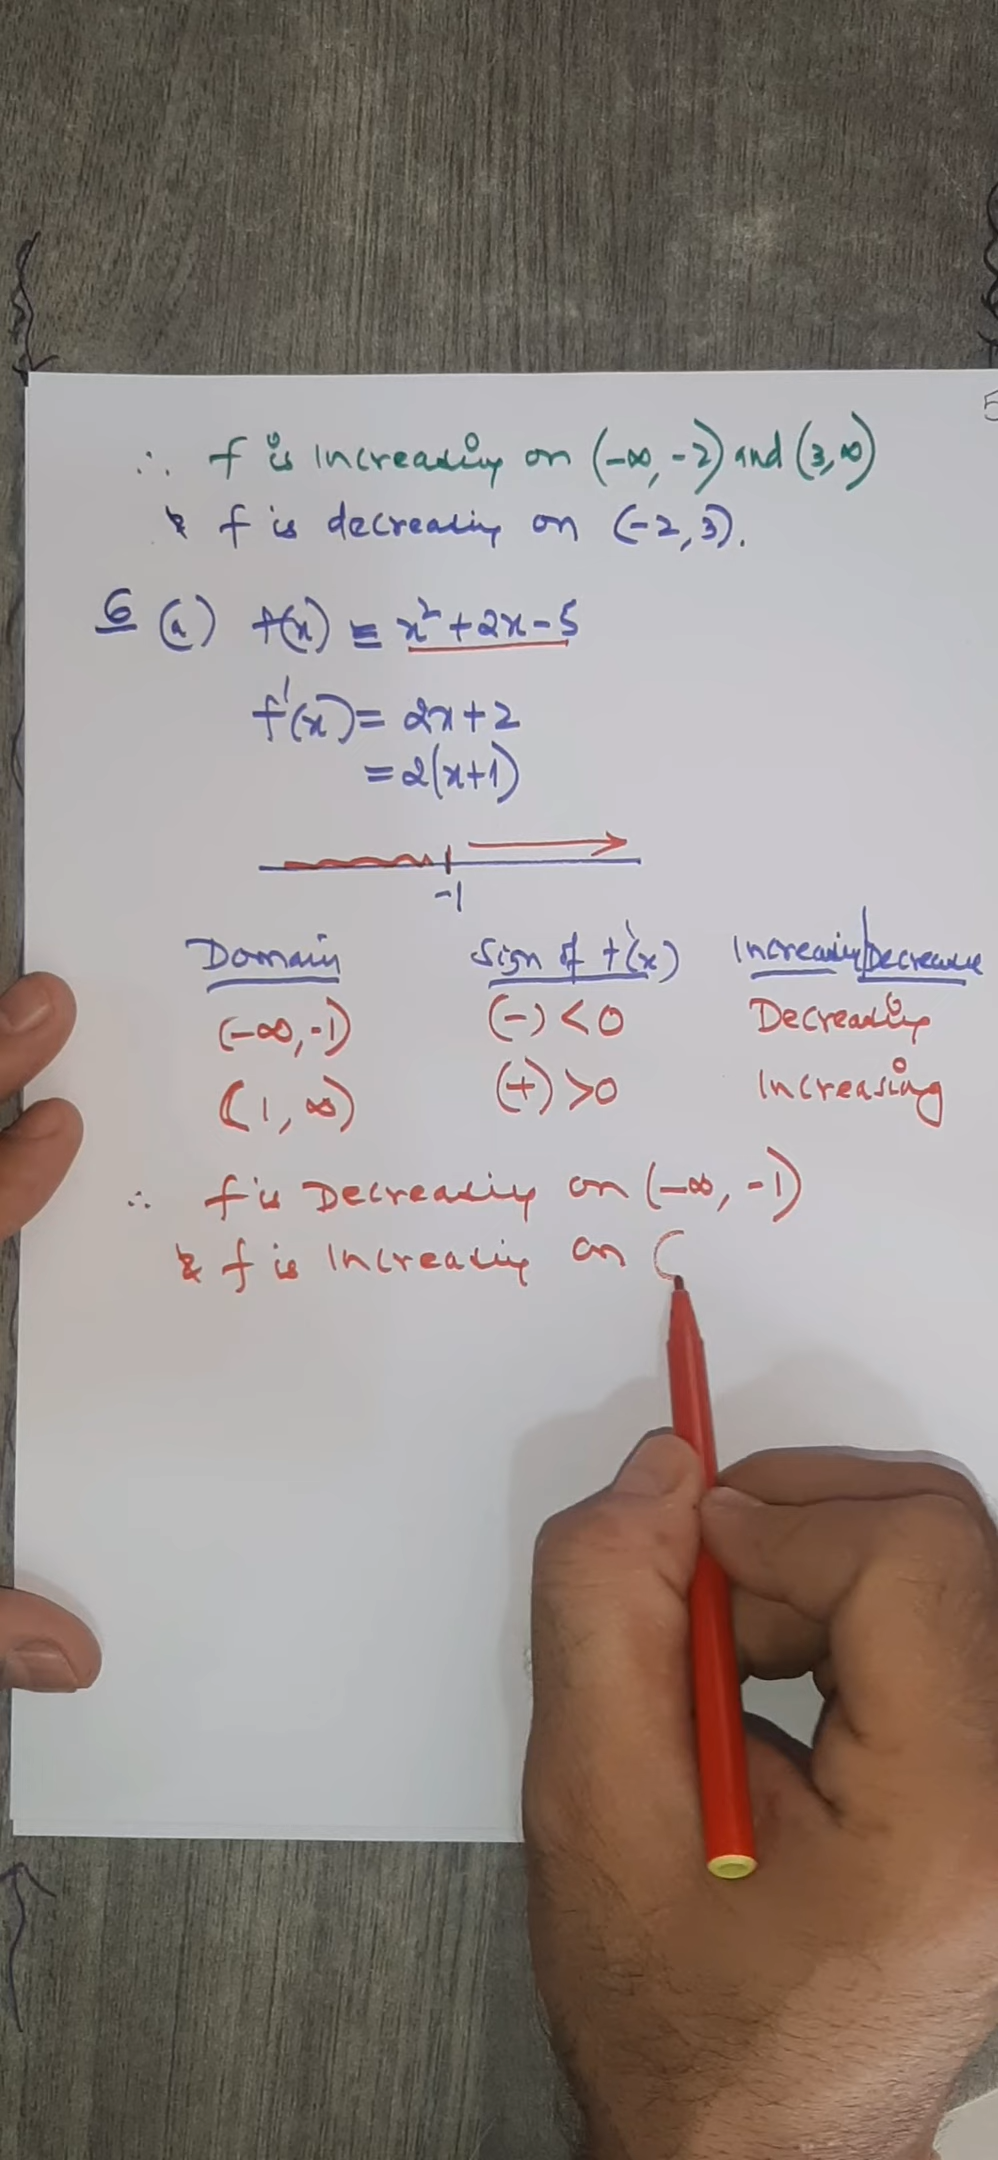 5
∴ f is Increasing on (-∞, -2) and (3, ∞)
& f is decreasing on (-2, 3).
6 (a) f(x) = x² + 2x - 5
f'(x) = 2x + 2
= 2(x+1)
-1
Domain Sign of f'(x) Increasing/Decrease
(-∞, -1) (-) < 0 Decreasing
(1, ∞) (+) > 0 Increasing
∴ f is Decreasing on (-∞, -1)
& f is Increasing on (